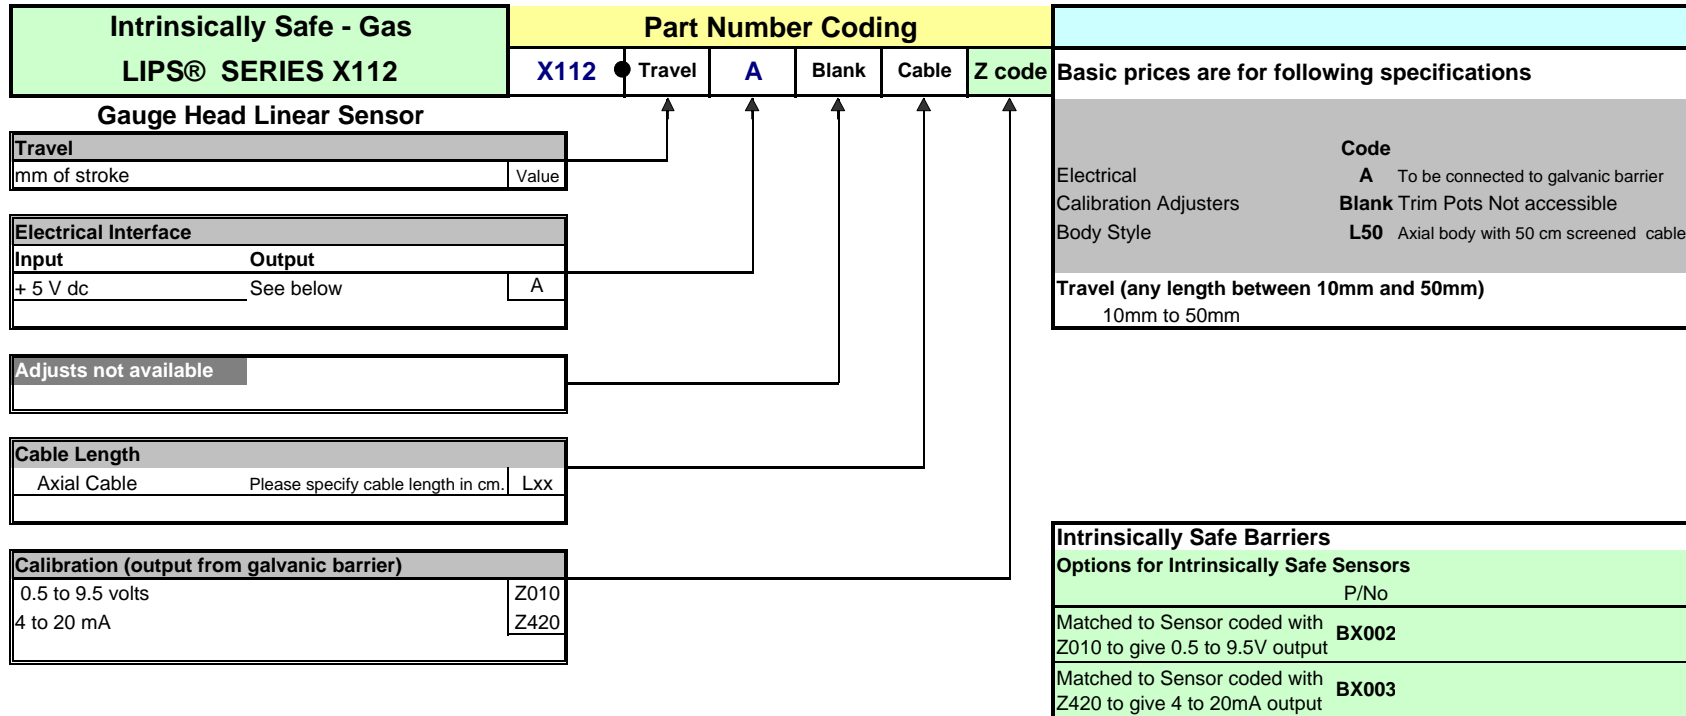 Intrinsically Safe - Gas
LIPS® SERIES X112
Part Number Coding
X112 ● Travel A Blank Cable Z code
Basic prices are for following specifications
Gauge Head Linear Sensor
Travel
mm of stroke Value
Electrical Interface
Input Output
+ 5 V dc See below A
Adjusts not available
Cable Length
Axial Cable Please specify cable length in cm. Lxx
Calibration (output from galvanic barrier)
0.5 to 9.5 volts Z010
4 to 20 mA Z420
Code
Electrical A To be connected to galvanic barrier
Calibration Adjusters Blank Trim Pots Not accessible
Body Style L50 Axial body with 50 cm screened cable
Travel (any length between 10mm and 50mm)
10mm to 50mm
Intrinsically Safe Barriers
Options for Intrinsically Safe Sensors
P/No
Matched to Sensor coded with
Z010 to give 0.5 to 9.5V output BX002
Matched to Sensor coded with
Z420 to give 4 to 20mA output BX003